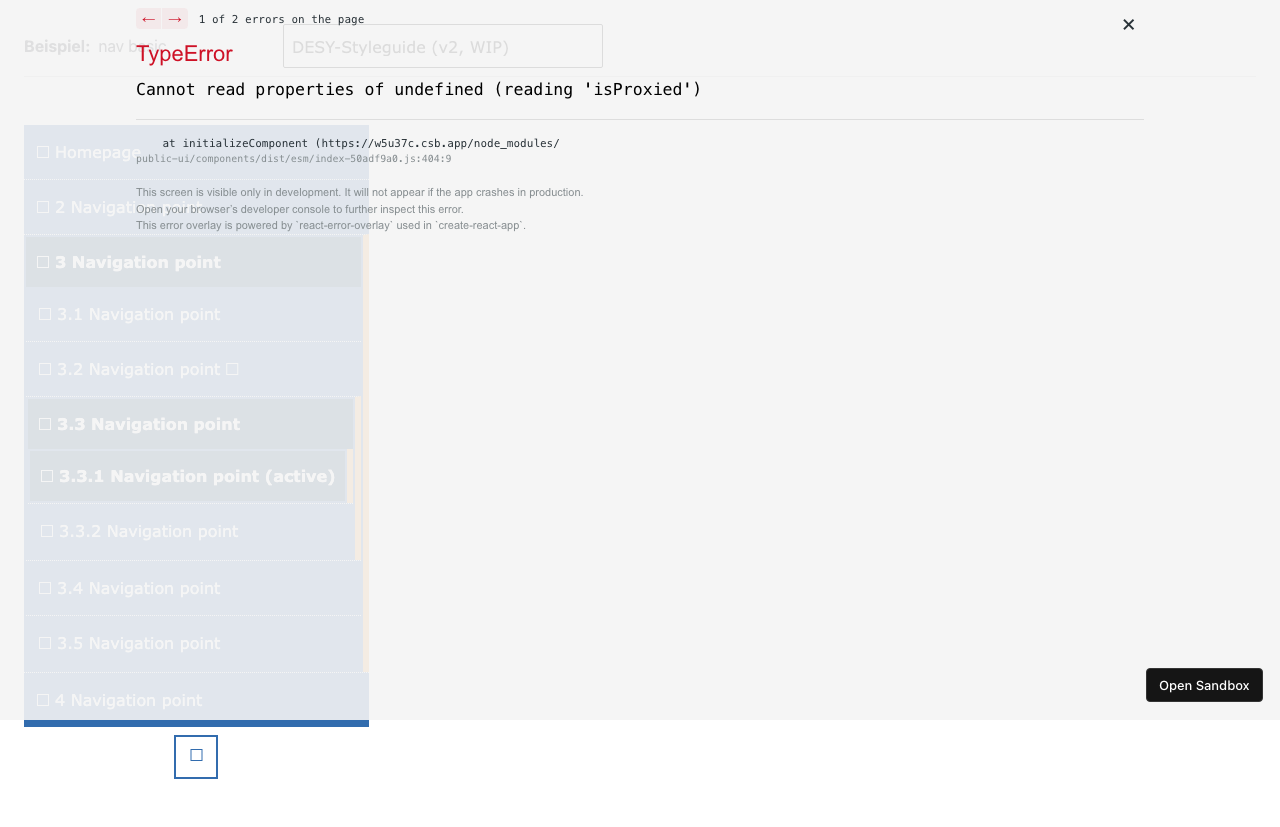 ← → 1 of 2 errors on the page
Beispiel: nav basic
DESY-Styleguide (v2, WIP)
TypeError
Cannot read properties of undefined (reading 'isProxied')
at initializeComponent (https://w5u37c.csb.app/node_modules/
public-ui/components/dist/esm/index-50adf9a0.js:404:9
This screen is visible only in development. It will not appear if the app crashes in production.
Open your browser’s developer console to further inspect this error.
This error overlay is powered by `react-error-overlay` used in `create-react-app`.
Homepage
2 Navigation point
3 Navigation point
3.1 Navigation point
3.2 Navigation point
3.3 Navigation point
3.3.1 Navigation point (active)
3.3.2 Navigation point
3.4 Navigation point
3.5 Navigation point
4 Navigation point
Open Sandbox